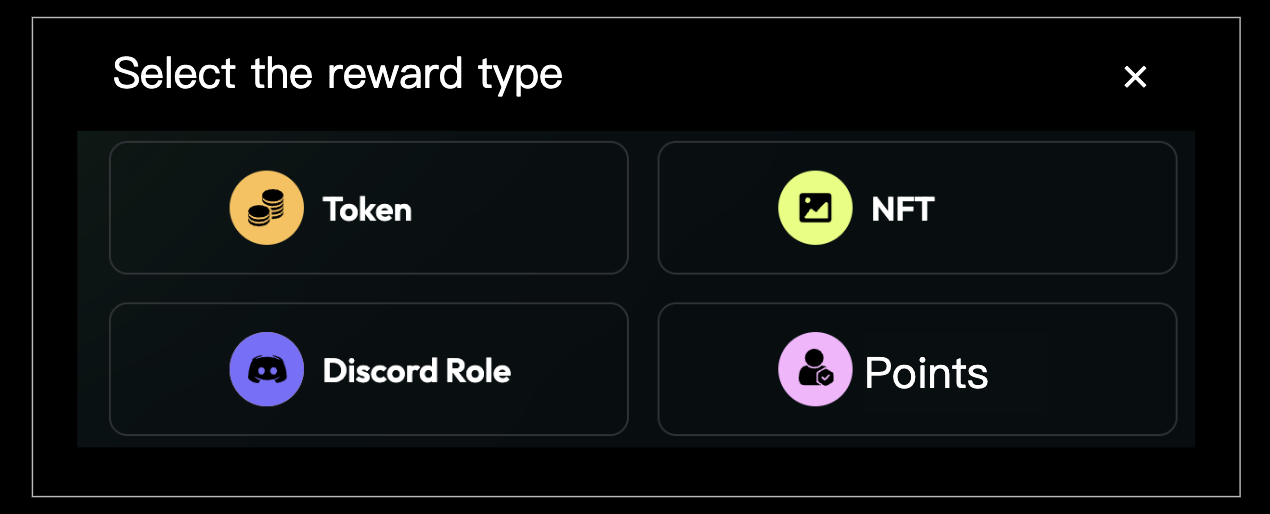 Select the reward type
Token
NFT
Discord Role
Points